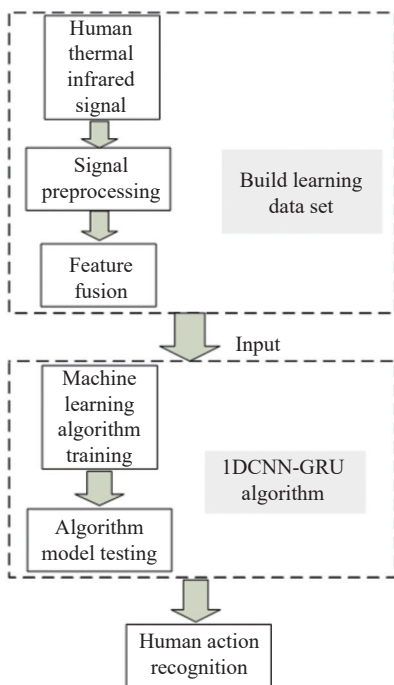 Human
thermal
infrared
signal
Signal
preprocessing
Build learning
data set
Feature
fusion
Input
Machine
learning
algorithm
training
1DCNN-GRU
algorithm
Algorithm
model testing
Human action
recognition